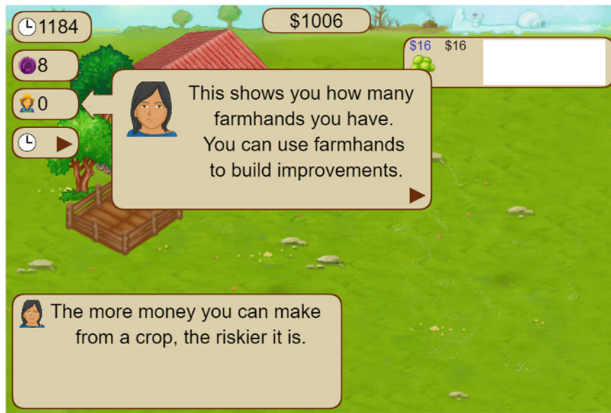 1184
$1006
8
$16 $16
0
This shows you how many
farmhands you have.
You can use farmhands
to build improvements.
The more money you can make
from a crop, the riskier it is.